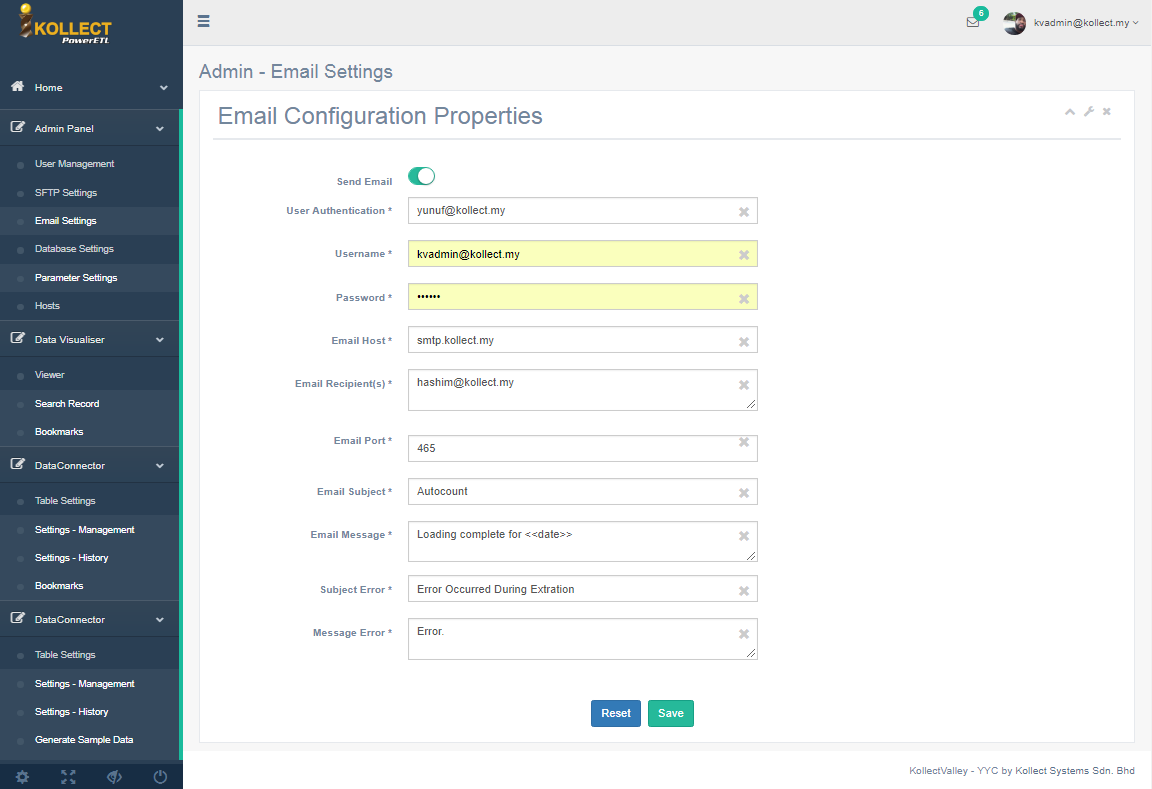 KOLLECT
PowerETL
6
kvadmin@kollect.my
Home
Admin Panel
User Management
SFTP Settings
Email Settings
Database Settings
Parameter Settings
Hosts
Data Visualiser
Viewer
Search Record
Bookmarks
DataConnector
Table Settings
Settings - Management
Settings - History
Bookmarks
DataConnector
Table Settings
Settings - Management
Settings - History
Generate Sample Data
Admin - Email Settings
Email Configuration Properties
Send Email
User Authentication * yunuf@kollect.my
Username * kvadmin@kollect.my
Password * ••••••
Email Host * smtp.kollect.my
Email Recipient(s) * hashim@kollect.my
Email Port * 465
Email Subject * Autocount
Email Message * Loading complete for <<date>>
Subject Error * Error Occurred During Extration
Message Error * Error.
Reset Save
KollectValley - YYC by Kollect Systems Sdn. Bhd